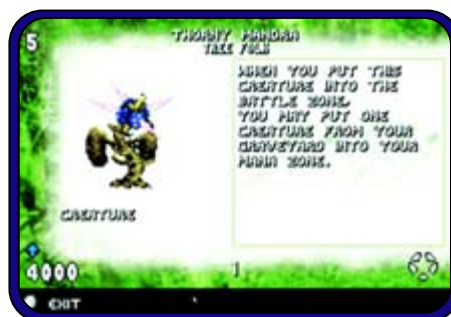 5
THORNY MANDRA
TREE FOLK
WHEN YOU PUT THIS
CREATURE INTO THE
BATTLE ZONE,
YOU MAY PUT ONE
CREATURE FROM YOUR
GRAVEYARD INTO YOUR
MANA ZONE.
CREATURE
4000
1
EXIT